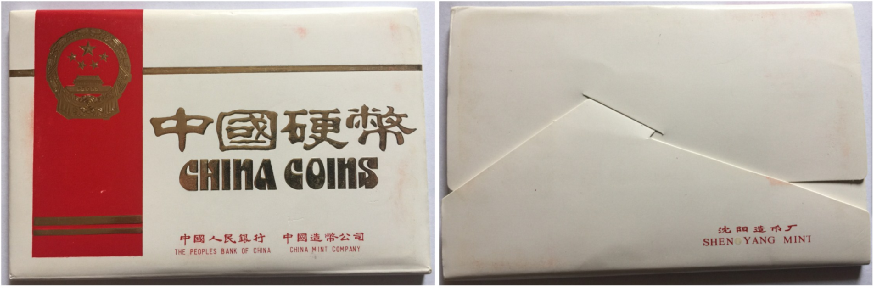 中國硬幣
CHINA COINS
中國人民銀行 中國造幣公司
THE PEOPLES BANK OF CHINA CHINA MINT COMPANY
沈阳造币厂
SHENGYANG MINT